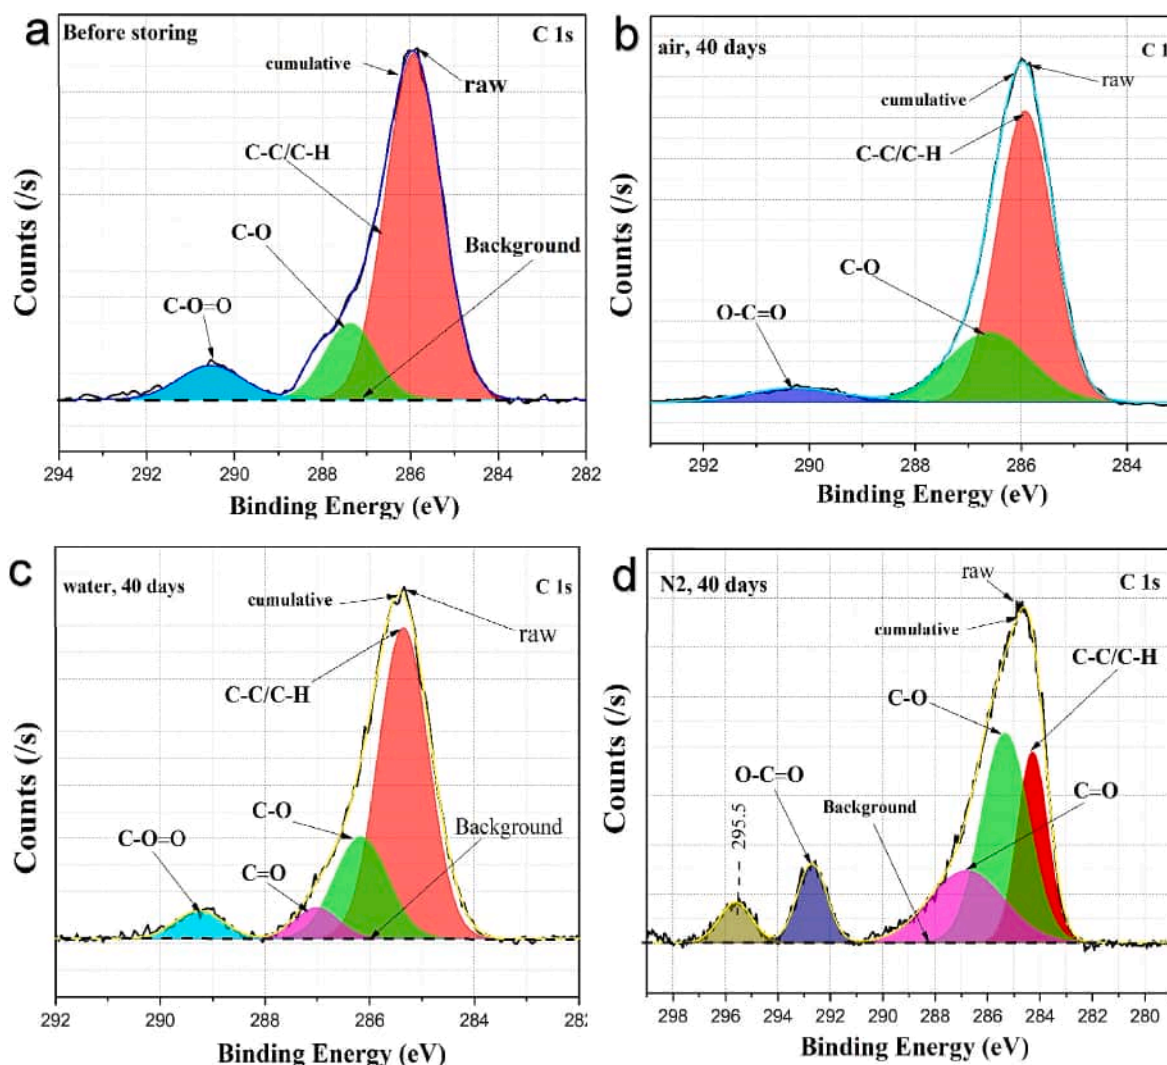 a
Before storing
C 1s
cumulative
raw
C-C/C-H
C-O
Background
C-O=O
Counts (/s)
294 292 290 288 286 284 282
Binding Energy (eV)
b
air, 40 days
C 1
cumulative
raw
C-C/C-H
C-O
O-C=O
Counts (/s)
292 290 288 286 284
Binding Energy (eV)
c
water, 40 days
C 1s
cumulative
raw
C-C/C-H
C-O
Background
C-O=O
C=O
Counts (/s)
292 290 288 286 284 28
Binding Energy (eV)
d
N2, 40 days
C 1s
raw
cumulative
C-C/C-H
C-O
O-C=O
C=O
Background
295.5
Counts (/s)
298 296 294 292 290 288 286 284 282 280
Binding Energy (eV)